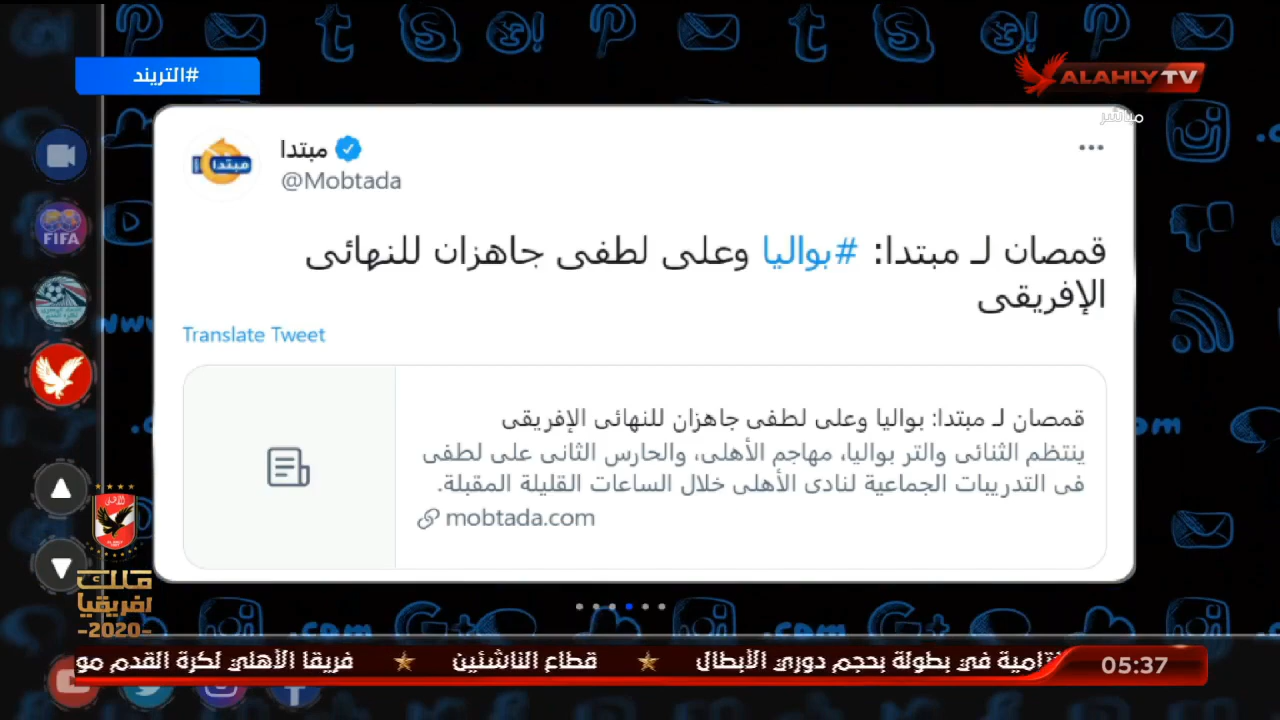 #التريند
ALAHLY TV
مباشر
مبتدا
مبتدا
@Mobtada
قمصان لـ مبتدا: #بواليا وعلى لطفى جاهزان للنهائى
الإفريقى
Translate Tweet
قمصان لـ مبتدا: بواليا وعلى لطفى جاهزان للنهائى الإفريقى
ينتظم الثنائى والتر بواليا، مهاجم الأهلى، والحارس الثانى على لطفى
فى التدريبات الجماعية لنادى الأهلى خلال الساعات القليلة المقبلة.
mobtada.com
FIFA
ملك
افريقيا
-2020-
في بطولة بحجم دوري الأبطال ★ قطاع الناشئين ★ فريقا الأهلي لكرة القدم
05:37